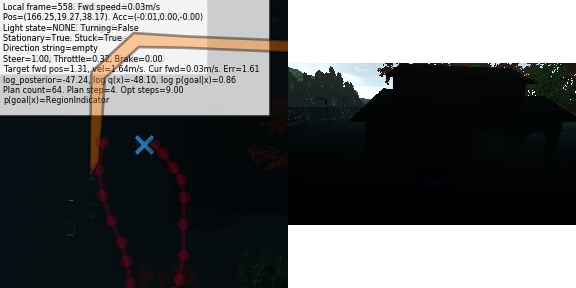 Local frame=558. Fwd speed=0.03m/s
Pos=(166.25,19.27,38.17). Acc=(-0.01,0.00,-0.00)
Light state=NONE: Turning=False
Stationary=True. Stuck=True
Direction string=empty
Steer=1.00, Throttle=0.32, Brake=0.00
Target fwd pos=1.31, vel=1.64m/s. Cur fwd=0.03m/s. Err=1.61
log_posterior=-47.24, log q(x)=-48.10, log p(goal|x)=0.86
Plan count=64. Plan step=4. Opt steps=9.00
p(goal|x)=RegionIndicator